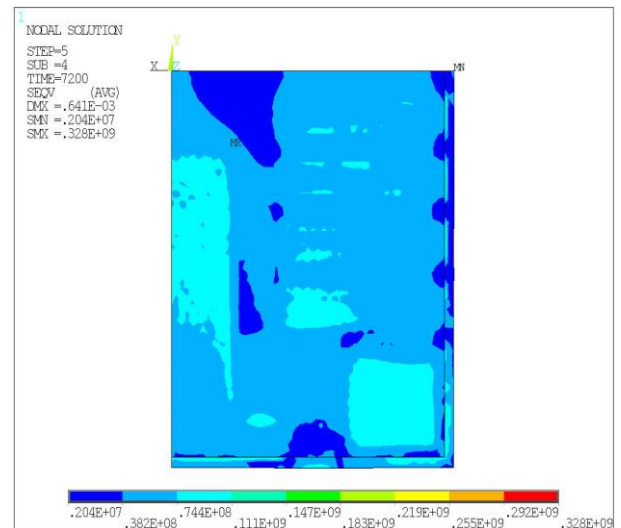 1
NODAL SOLUTION
STEP=5
SUB =4
TIME=7200
SEQV (AVG)
DMX =.641E-03
SMN =.204E+07
SMX =.328E+09
Y
X Z MN
MX
.204E+07 .744E+08 .147E+09 .219E+09 .292E+09
.382E+08 .111E+09 .183E+09 .255E+09 .328E+09